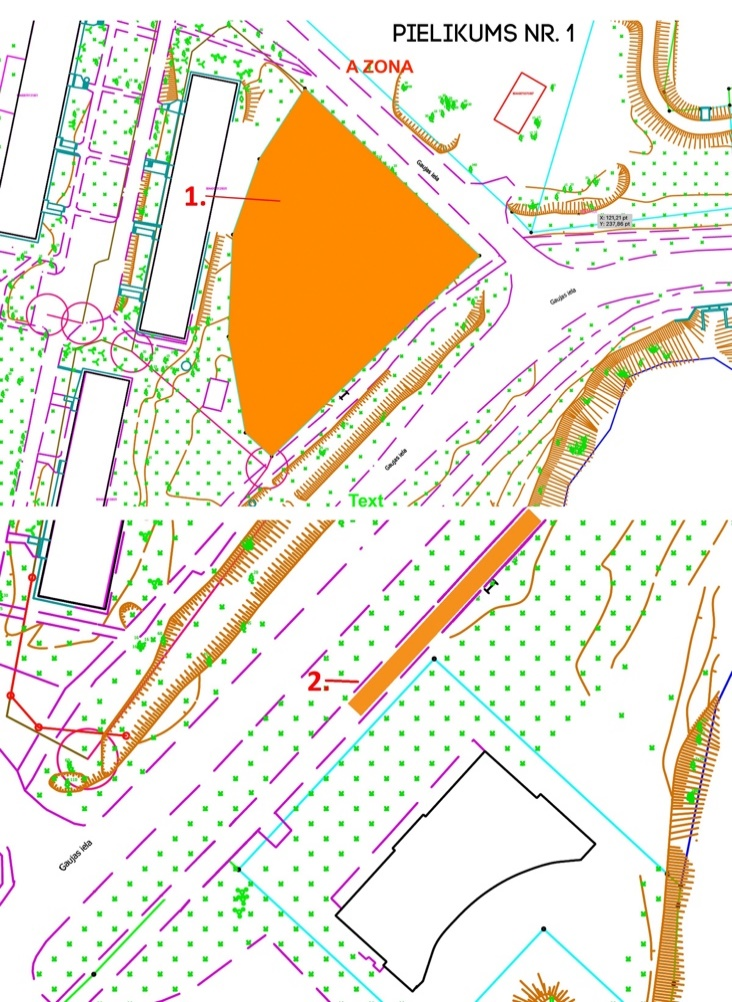 PIELIKUMS NR. 1
A ZONA
Gaujas iela
1.
X: 121,21 pt
Y: 237,86 pt
Gaujas iela
Gaujas iela
Text
2.
Gaujas iela